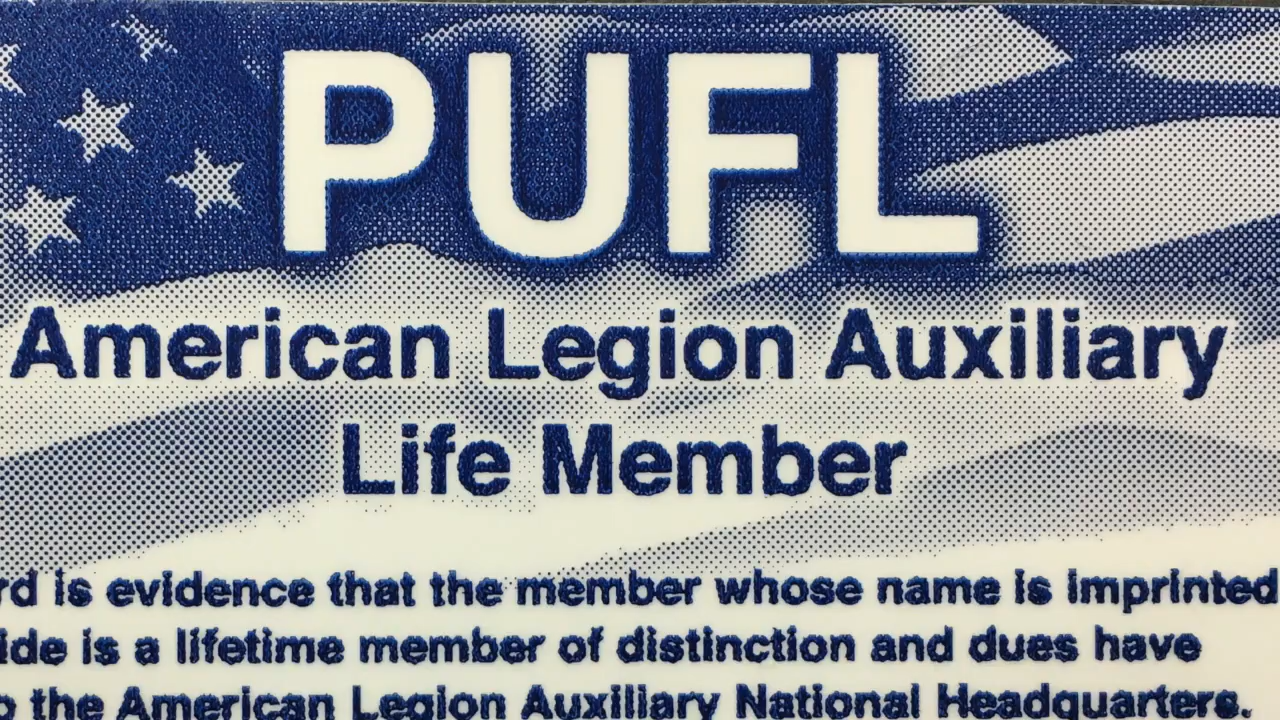 PUFL
American Legion Auxiliary
Life Member
rd is evidence that the member whose name is imprinted
ide is a lifetime member of distinction and dues have
o the American Legion Auxiliary National Headquarters.